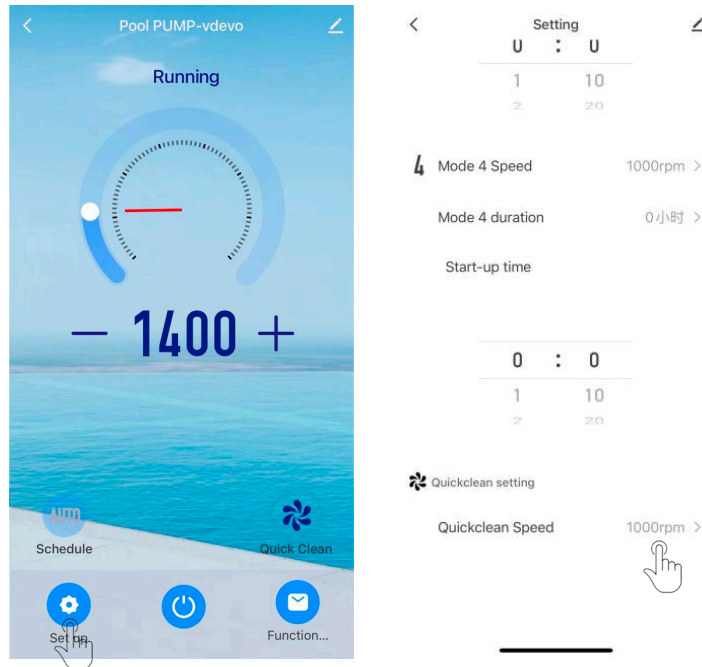 Pool PUMP-vdevo
Running
1400
AUTO
Schedule
Quick Clean
Set up
Function...
Setting
0 : 0
1 10
2 20
4 Mode 4 Speed 1000rpm
Mode 4 duration 0小时
Start-up time
0 : 0
1 10
2 20
Quickclean setting
Quickclean Speed 1000rpm